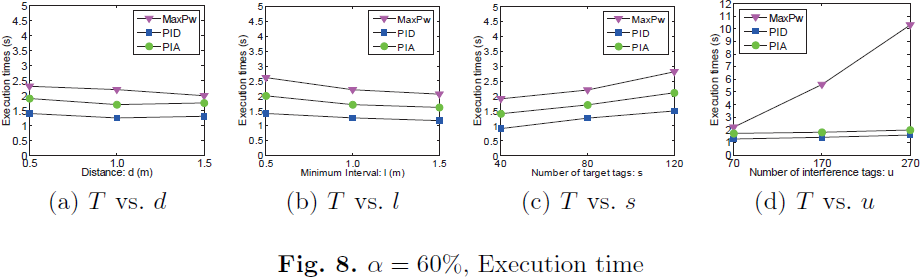 MaxPw
PID
PIA
Execution times (s)
5
4.5
4
3.5
3
2.5
2
1.5
1
0.5
0
0.5 1.0 1.5
Distance: d (m)
(a) T vs. d
MaxPw
PID
PIA
Execution times (s)
5
4.5
4
3.5
3
2.5
2
1.5
1
0.5
0
0.5 1.0 1.5
Minimum Interval: l (m)
(b) T vs. l
MaxPw
PID
PIA
Execution times (s)
5
4.5
4
3.5
3
2.5
2
1.5
1
0.5
0
40 80 120
Number of target tags: s
(c) T vs. s
MaxPw
PID
PIA
Execution times (s)
12
11
10
9
8
7
6
5
4
3
2
1
0
70 170 270
Number of interference tags: u
(d) T vs. u
Fig. 8. α = 60%, Execution time